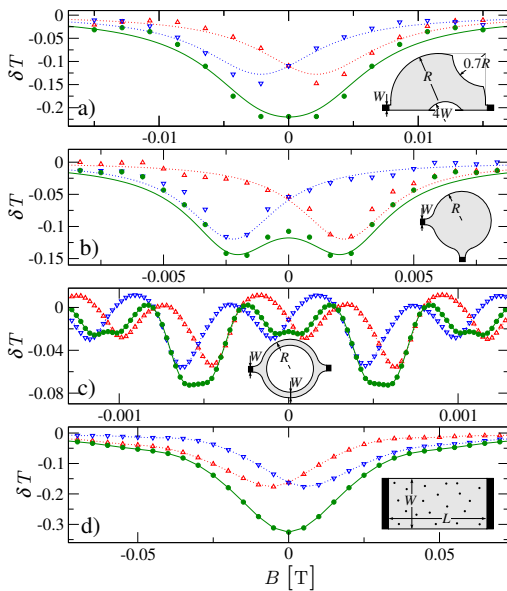 0
-0.05
-0.1
-0.15
-0.2
δT
a)
R
0.7R
W
4W
-0.01 0 0.01
0
-0.05
-0.1
-0.15
δT
b)
W
R
-0.005 0 0.005
0
-0.04
-0.08
δT
c)
W
R
W
-0.001 0 0.001
0
-0.1
-0.2
-0.3
δT
d)
W
L
-0.05 0 0.05
B [T]